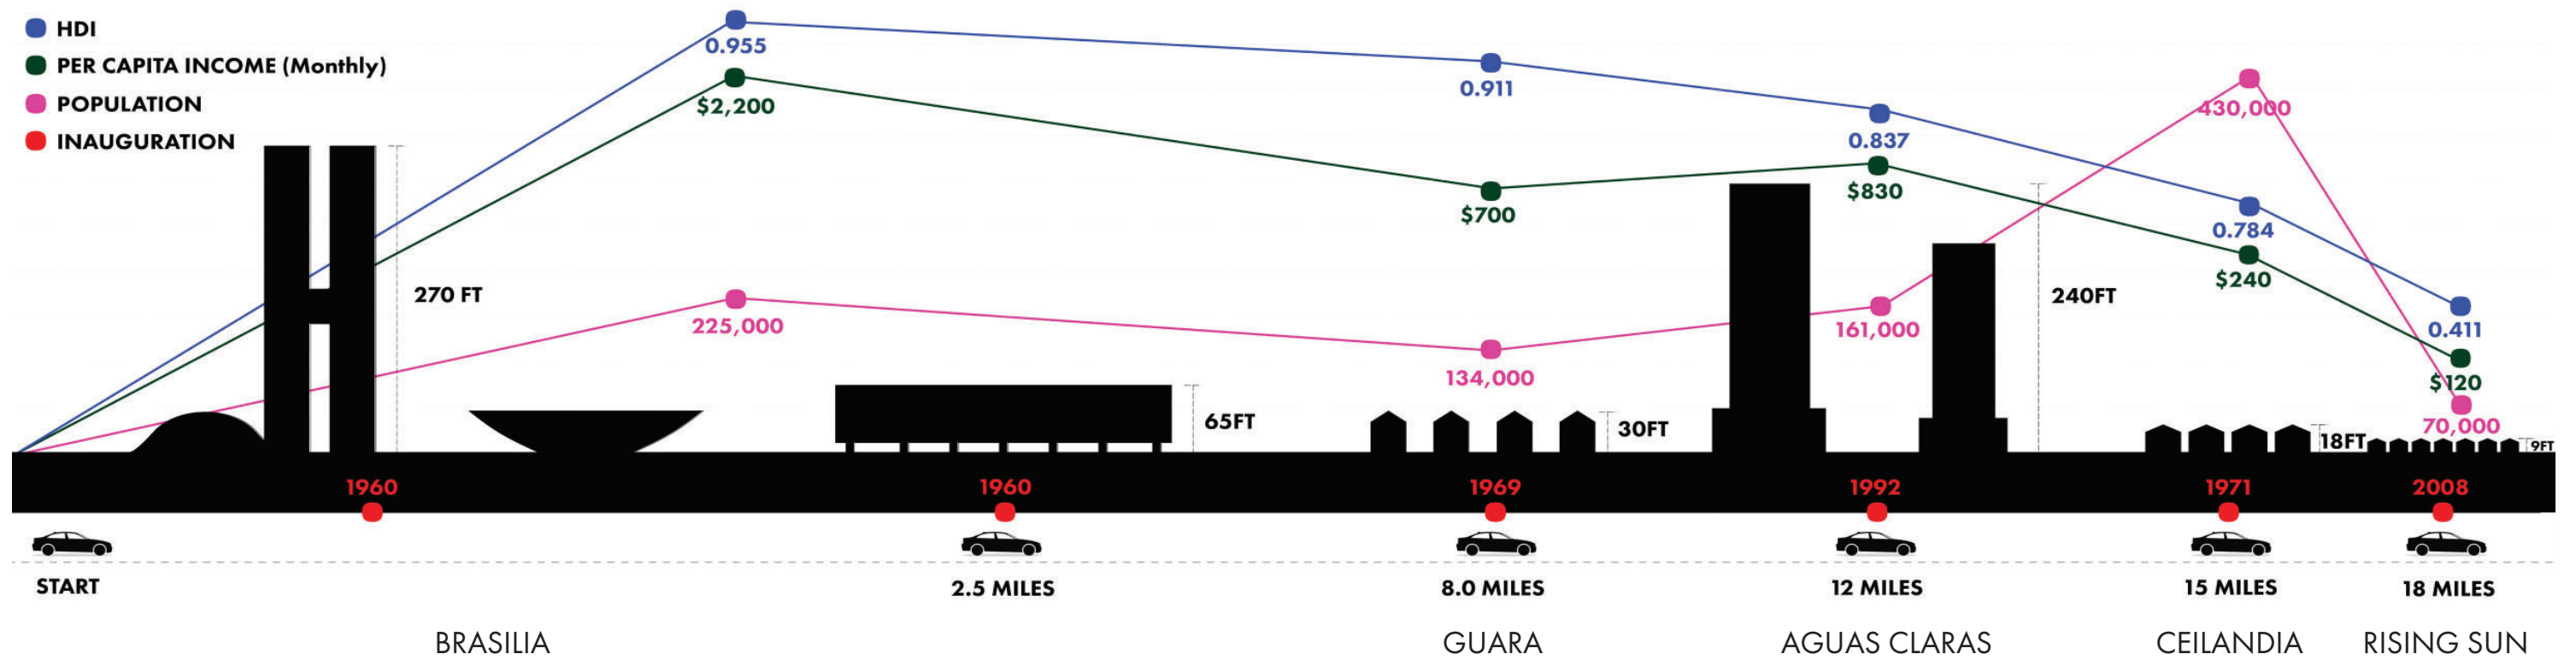 HDI
PER CAPITA INCOME (Monthly)
POPULATION
INAUGURATION
0.955
$2,200
225,000
0.911
$700
134,000
0.837
$830
161,000
430,000
0.784
$240
0.411
$120
70,000
270 FT
65FT
30FT
240FT
18FT
9FT
1960
1960
1969
1992
1971
2008
START
2.5 MILES
8.0 MILES
12 MILES
15 MILES
18 MILES
BRASILIA
GUARA
AGUAS CLARAS
CEILANDIA
RISING SUN